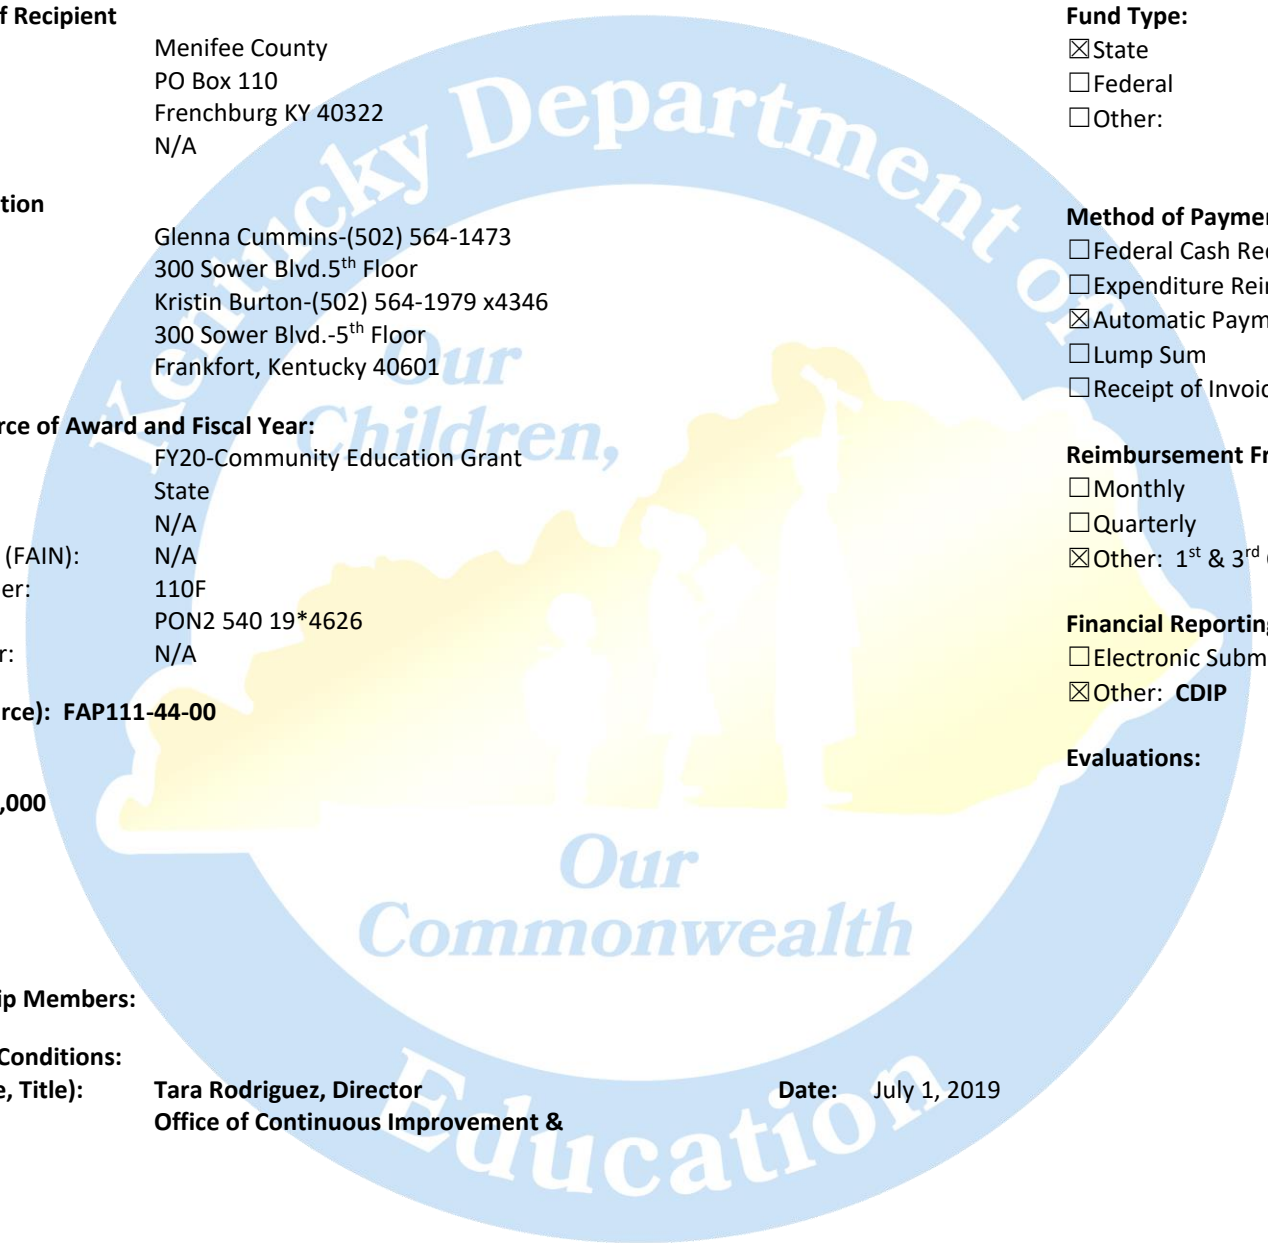 f Recipient
Menifee County
PO Box 110
Frenchburg KY 40322
N/A
tion
Glenna Cummins-(502) 564-1473
300 Sower Blvd.5th Floor
Kristin Burton-(502) 564-1979 x4346
300 Sower Blvd.-5th Floor
Frankfort, Kentucky 40601
rce of Award and Fiscal Year:
FY20-Community Education Grant
State
N/A
(FAIN): N/A
er: 110F
PON2 540 19*4626
r: N/A
rce): FAP111-44-00
,000
ip Members:
Conditions:
e, Title): Tara Rodriguez, Director Date: July 1, 2019
Office of Continuous Improvement &
Fund Type:
☒State
☐Federal
☐Other:
Method of Payme
☐Federal Cash Re
☐Expenditure Rei
☒Automatic Paym
☐Lump Sum
☐Receipt of Invoi
Reimbursement Fr
☐Monthly
☐Quarterly
☒Other: 1st & 3rd
Financial Reportin
☐Electronic Subm
☒Other: CDIP
Evaluations:
Kentucky Department of
Education
Our
Children,
Our
Commonwealth